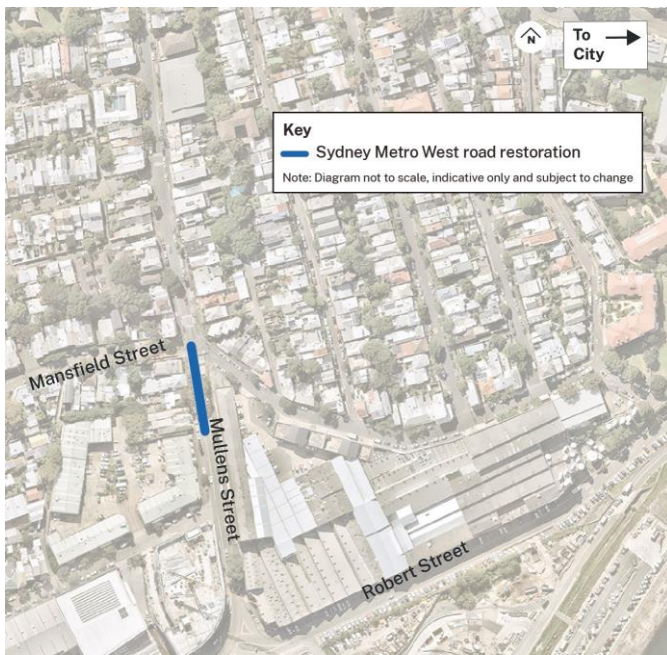 N
To
City
Key
Sydney Metro West road restoration
Note: Diagram not to scale, indicative only and subject to change
Mansfield Street
Mullens Street
Robert Street